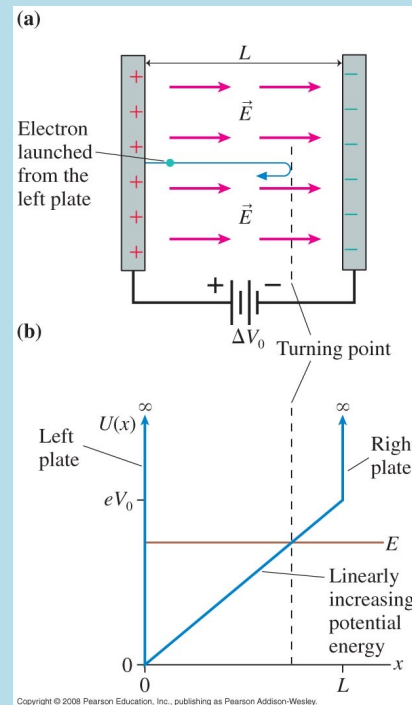 (a)
L
+
+
+
+
+
+
−
−
−
−
−
−
E⃗
E⃗
Electron
launched
from the
left plate
+ −
ΔV₀
Turning point
(b)
∞
∞
U(x)
Left
plate
Right
plate
eV₀
E
Linearly
increasing
potential
energy
0
x
0
L
Copyright © 2008 Pearson Education, Inc., publishing as Pearson Addison-Wesley.